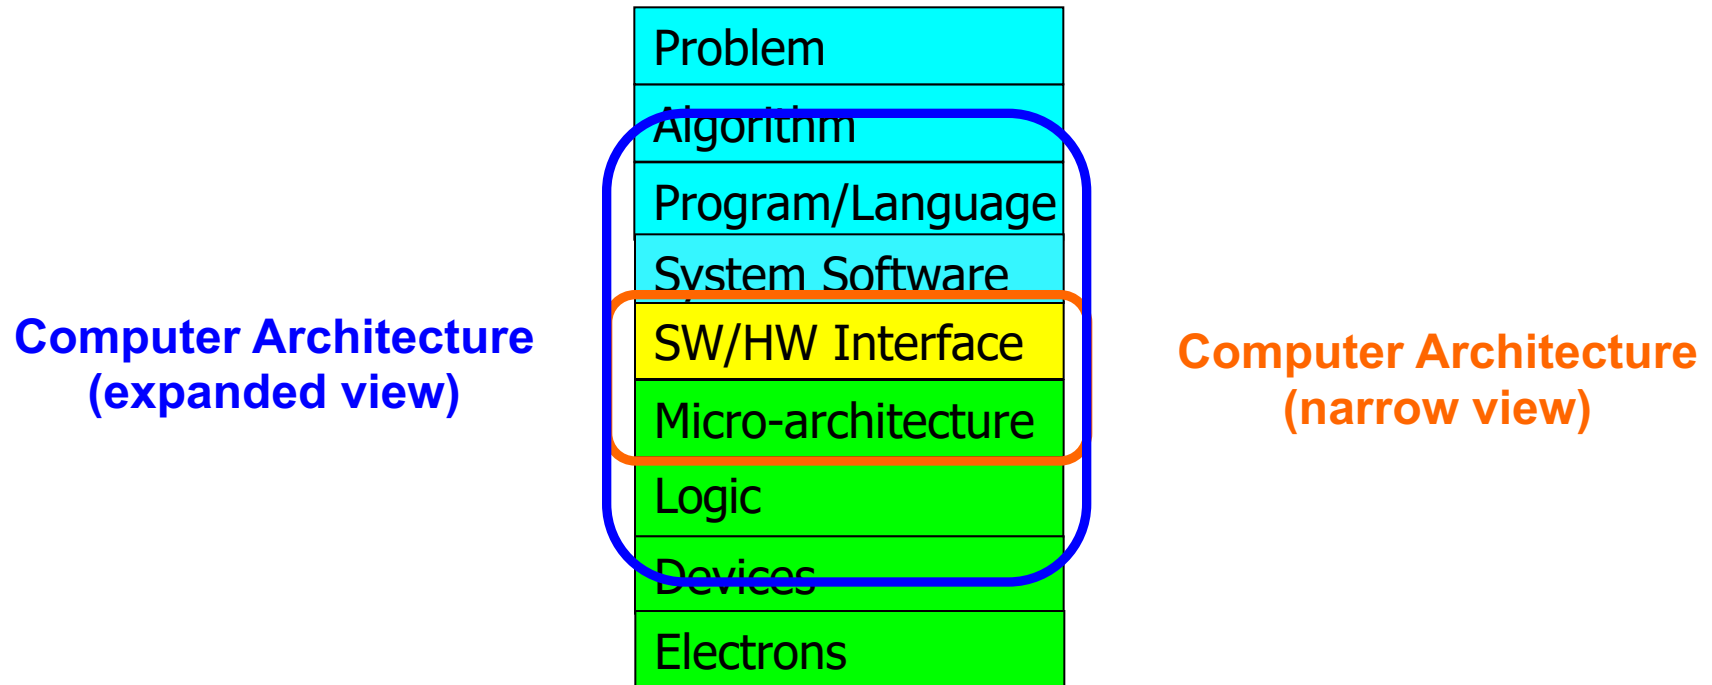 Problem
Algorithm
Program/Language
System Software
SW/HW Interface
Micro-architecture
Logic
Devices
Electrons
Computer Architecture
(expanded view)
Computer Architecture
(narrow view)